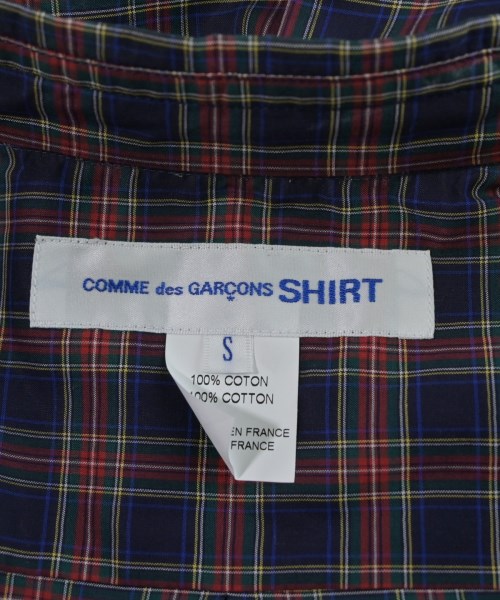 COMME des GARÇONS SHIRT
S
100% COTON
100% COTTON
EN FRANCE
FRANCE